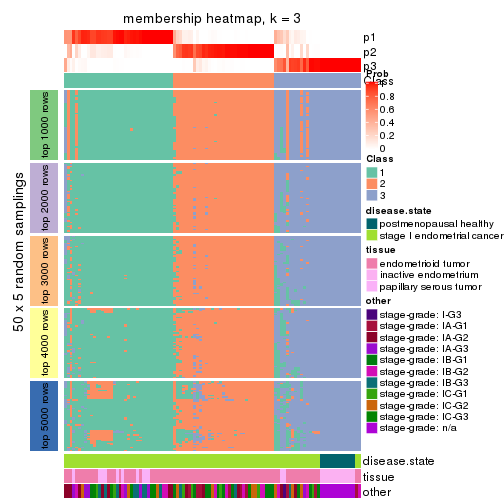 membership heatmap, k = 3
p1
p2
p3
Class
50 x 5 random samplings
top 1000 rows
top 2000 rows
top 3000 rows
top 4000 rows
top 5000 rows
disease.state
tissue
other
Prob
1
0.8
0.6
0.4
0.2
0
Class
1
2
3
disease.state
postmenopausal healthy
stage I endometrial cancer
tissue
endometrioid tumor
inactive endometrium
papillary serous tumor
other
stage-grade: I-G3
stage-grade: IA-G1
stage-grade: IA-G2
stage-grade: IA-G3
stage-grade: IB-G1
stage-grade: IB-G2
stage-grade: IB-G3
stage-grade: IC-G1
stage-grade: IC-G2
stage-grade: IC-G3
stage-grade: n/a